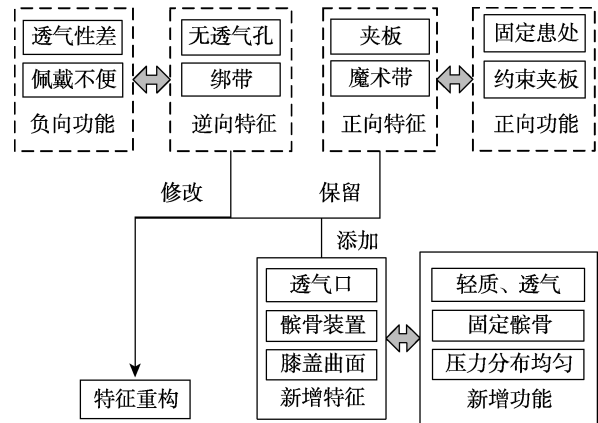 透气性差
佩戴不便
负向功能
无透气孔
绑带
逆向特征
夹板
魔术带
正向特征
固定患处
约束夹板
正向功能
修改
保留
添加
透气口
髌骨装置
膝盖曲面
新增特征
轻质、透气
固定髌骨
压力分布均匀
新增功能
特征重构